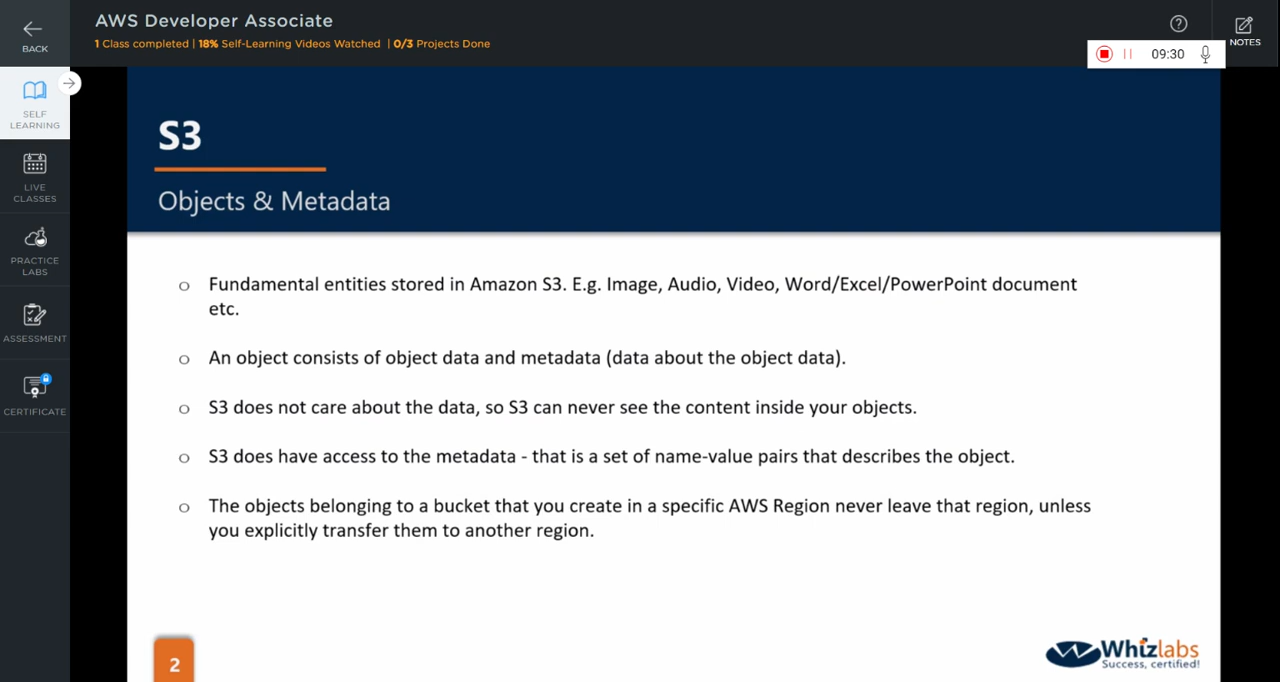 AWS Developer Associate
1 Class completed | 18% Self-Learning Videos Watched | 0/3 Projects Done
BACK
NOTES
09:30
SELF
LEARNING
LIVE
CLASSES
PRACTICE
LABS
ASSESSMENT
CERTIFICATE
S3
Objects & Metadata
o Fundamental entities stored in Amazon S3. E.g. Image, Audio, Video, Word/Excel/PowerPoint document
etc.
o An object consists of object data and metadata (data about the object data).
o S3 does not care about the data, so S3 can never see the content inside your objects.
o S3 does have access to the metadata - that is a set of name-value pairs that describes the object.
o The objects belonging to a bucket that you create in a specific AWS Region never leave that region, unless
you explicitly transfer them to another region.
2
Whizlabs
Success, certified!